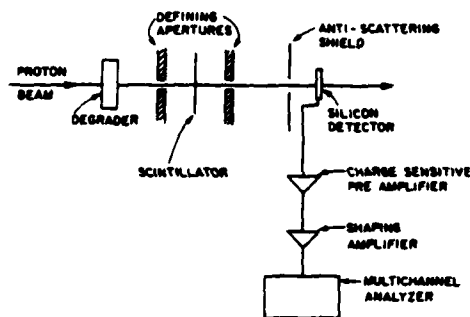 DEFINING
APERTURES
ANTI-SCATTERING
SHIELD
PROTON
BEAM
DEGRADER
SCINTILLATOR
SILICON
DETECTOR
CHARGE SENSITIVE
PRE AMPLIFIER
SHAPING
AMPLIFIER
MULTICHANNEL
ANALYZER